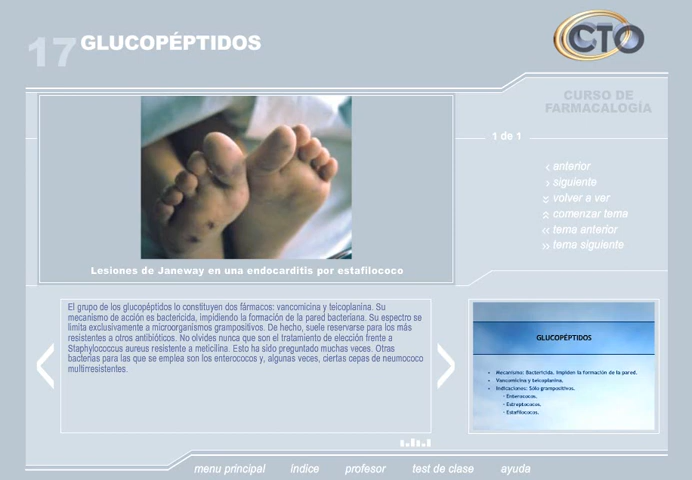 17 GLUCOPÉPTIDOS
CTO
CURSO DE
FARMACALOGÍA
1 de 1
‹ anterior
› siguiente
volver a ver
comenzar tema
‹‹ tema anterior
›› tema siguiente
Lesiones de Janeway en una endocarditis por estafilococo
El grupo de los glucopéptidos lo constituyen dos fármacos: vancomicina y teicoplanina. Su
mecanismo de acción es bactericida, impidiendo la formación de la pared bacteriana. Su espectro se
limita exclusivamente a microorganismos grampositivos. De hecho, suele reservarse para los más
resistentes a otros antibióticos. No olvides nunca que son el tratamiento de elección frente a
Staphylococcus aureus resistente a meticilina. Esto ha sido preguntado muchas veces. Otras
bacterias para las que se emplea son los enterococos y, algunas veces, ciertas cepas de neumococo
multirresistentes.
GLUCOPÉPTIDOS
• Mecanismo: Bactericida. Impiden la formación de la pared.
• Vancomicina y teicoplanina.
• Indicaciones: Sólo grampositivos.
- Enterococos.
- Estreptococos.
- Estafilococos.
menu principal índice profesor test de clase ayuda